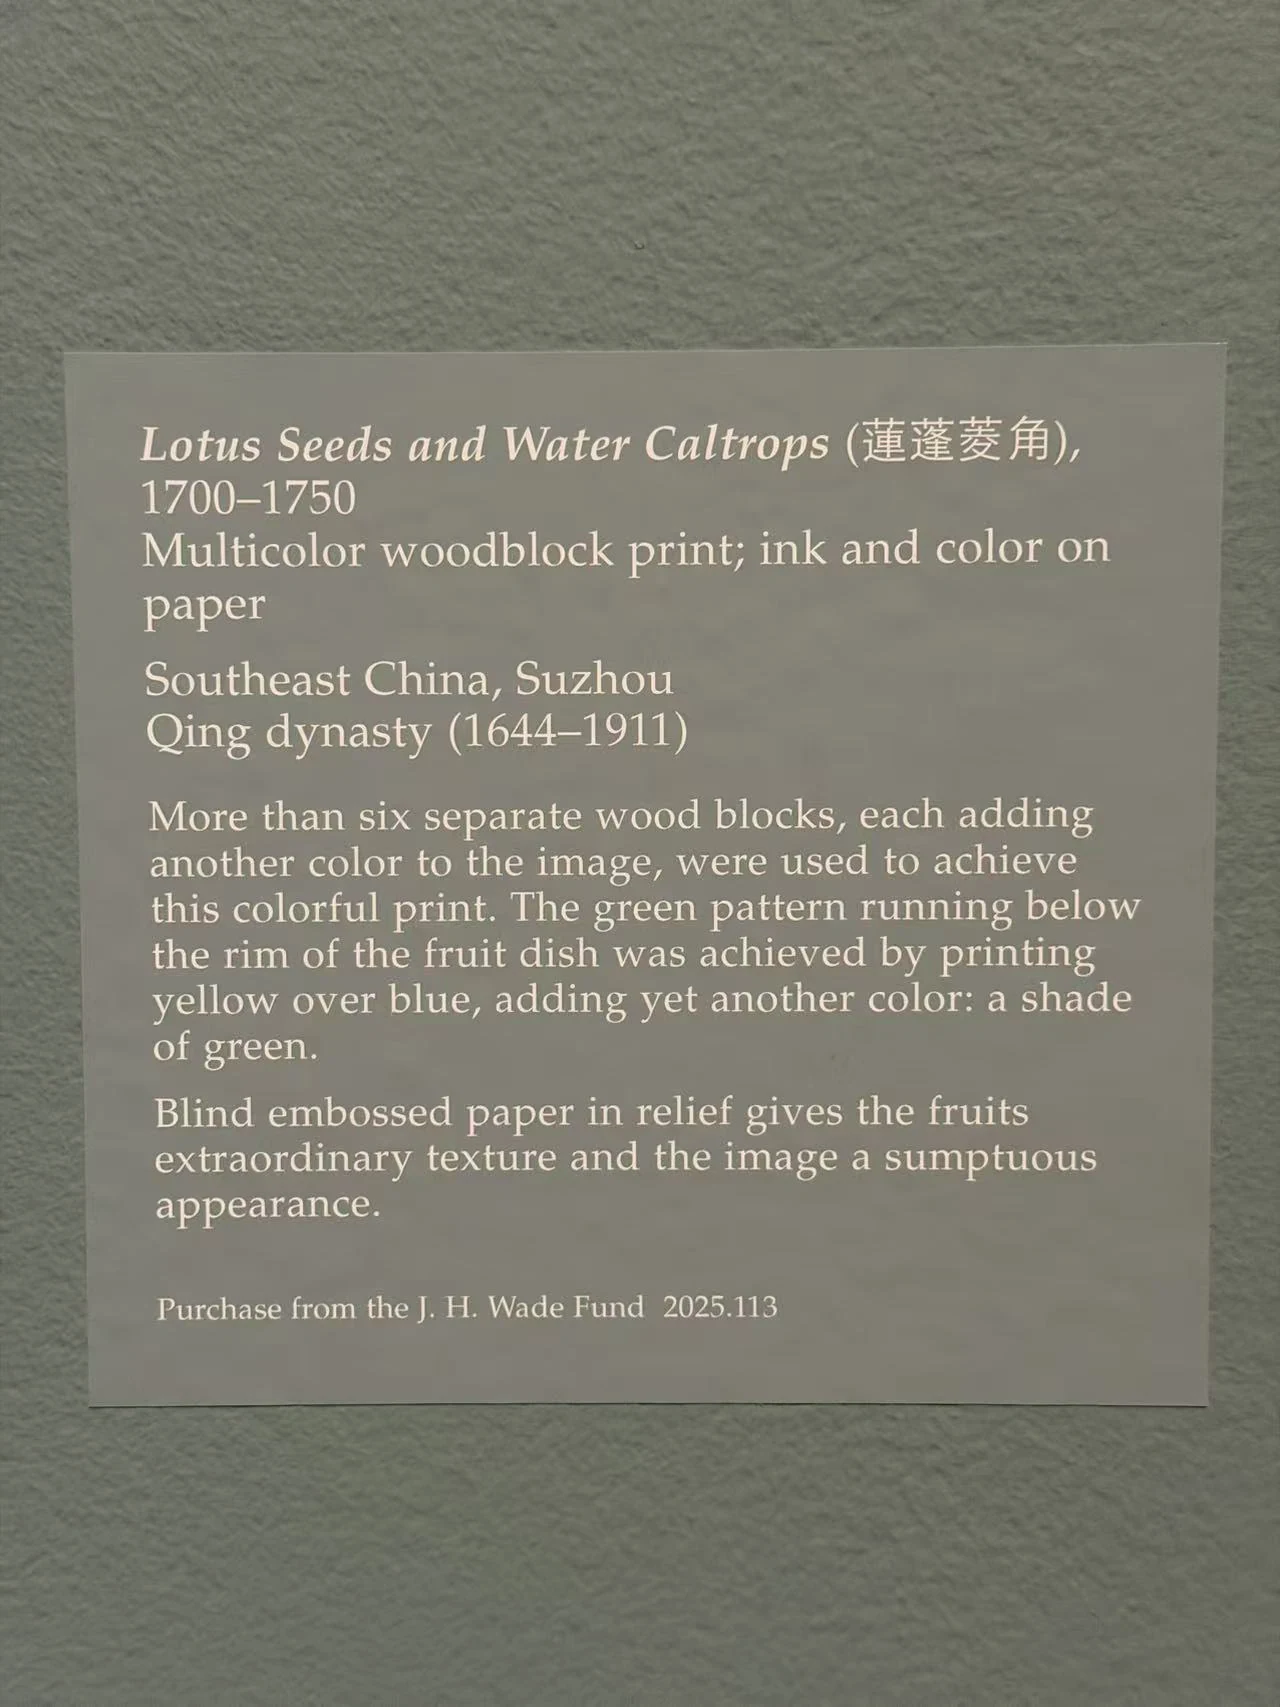 Lotus Seeds and Water Caltrops (蓮蓬菱角),
1700–1750
Multicolor woodblock print; ink and color on
paper
Southeast China, Suzhou
Qing dynasty (1644–1911)
More than six separate wood blocks, each adding
another color to the image, were used to achieve
this colorful print. The green pattern running below
the rim of the fruit dish was achieved by printing
yellow over blue, adding yet another color: a shade
of green.
Blind embossed paper in relief gives the fruits
extraordinary texture and the image a sumptuous
appearance.
Purchase from the J. H. Wade Fund 2025.113